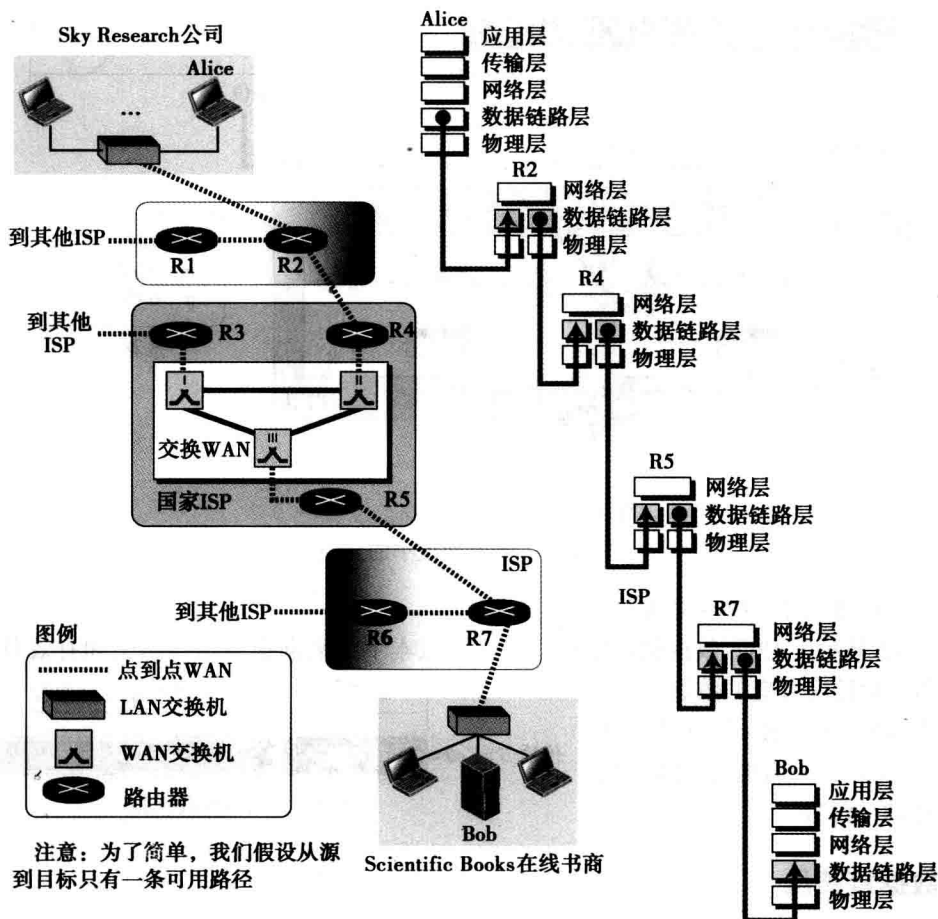 Sky Research公司
Alice
...
到其他ISP
R1
R2
到其他
ISP
R3
R4
I
II
III
交换WAN
国家ISP
R5
ISP
到其他ISP
R6
R7
图例
点到点WAN
LAN交换机
WAN交换机
路由器
Bob
Scientific Books在线书商
注意：为了简单，我们假设从源
到目标只有一条可用路径
Alice
应用层
传输层
网络层
数据链路层
物理层
R2
网络层
数据链路层
物理层
R4
网络层
数据链路层
物理层
R5
网络层
数据链路层
物理层
ISP
R7
网络层
数据链路层
物理层
Bob
应用层
传输层
网络层
数据链路层
物理层